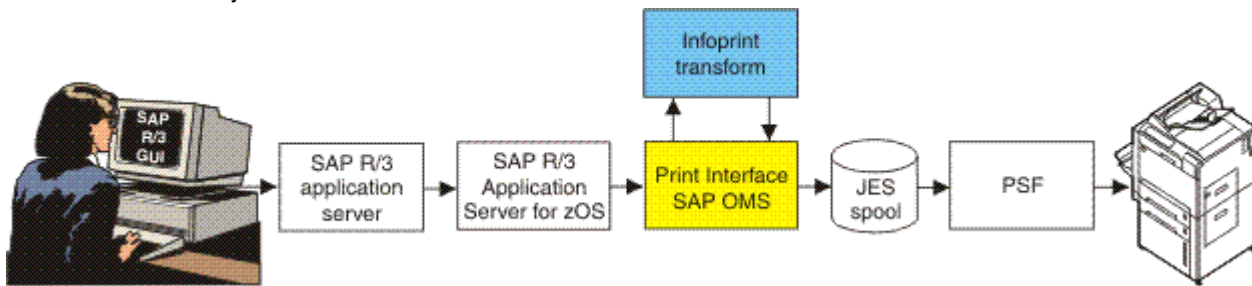 SAP
R/3
GUI
SAP R/3
application
server
SAP R/3
Application
Server for zOS
Infoprint
transform
Print Interface
SAP OMS
JES
spool
PSF